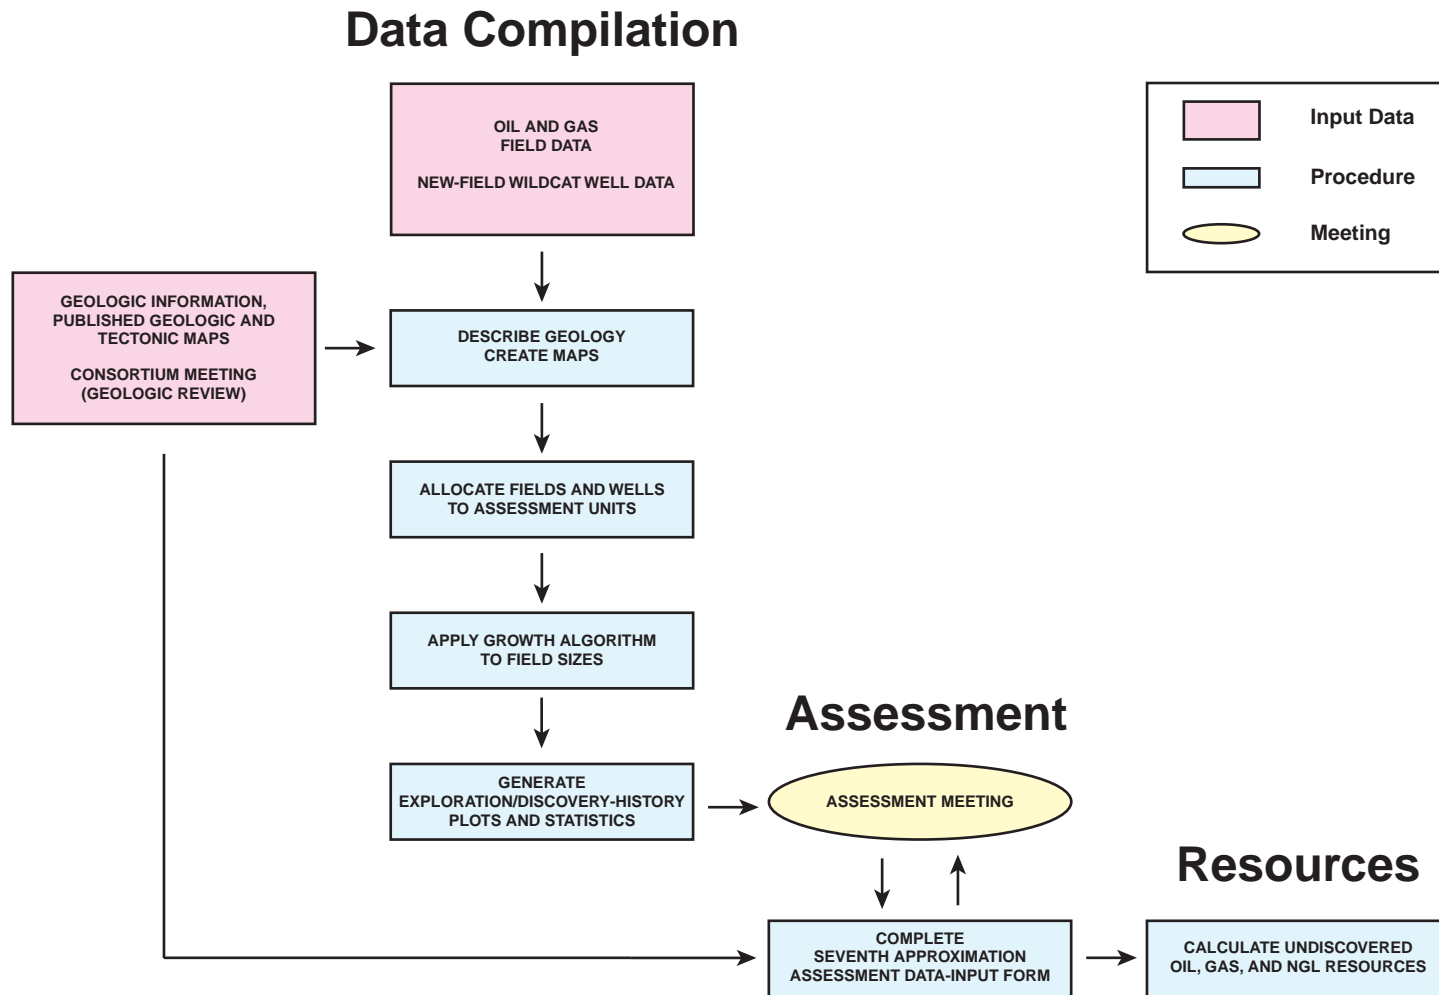 Data Compilation
OIL AND GAS
FIELD DATA
NEW-FIELD WILDCAT WELL DATA
Input Data
Procedure
Meeting
GEOLOGIC INFORMATION,
PUBLISHED GEOLOGIC AND
TECTONIC MAPS
CONSORTIUM MEETING
(GEOLOGIC REVIEW)
DESCRIBE GEOLOGY
CREATE MAPS
ALLOCATE FIELDS AND WELLS
TO ASSESSMENT UNITS
APPLY GROWTH ALGORITHM
TO FIELD SIZES
GENERATE
EXPLORATION/DISCOVERY-HISTORY
PLOTS AND STATISTICS
Assessment
ASSESSMENT MEETING
COMPLETE
SEVENTH APPROXIMATION
ASSESSMENT DATA-INPUT FORM
Resources
CALCULATE UNDISCOVERED
OIL, GAS, AND NGL RESOURCES